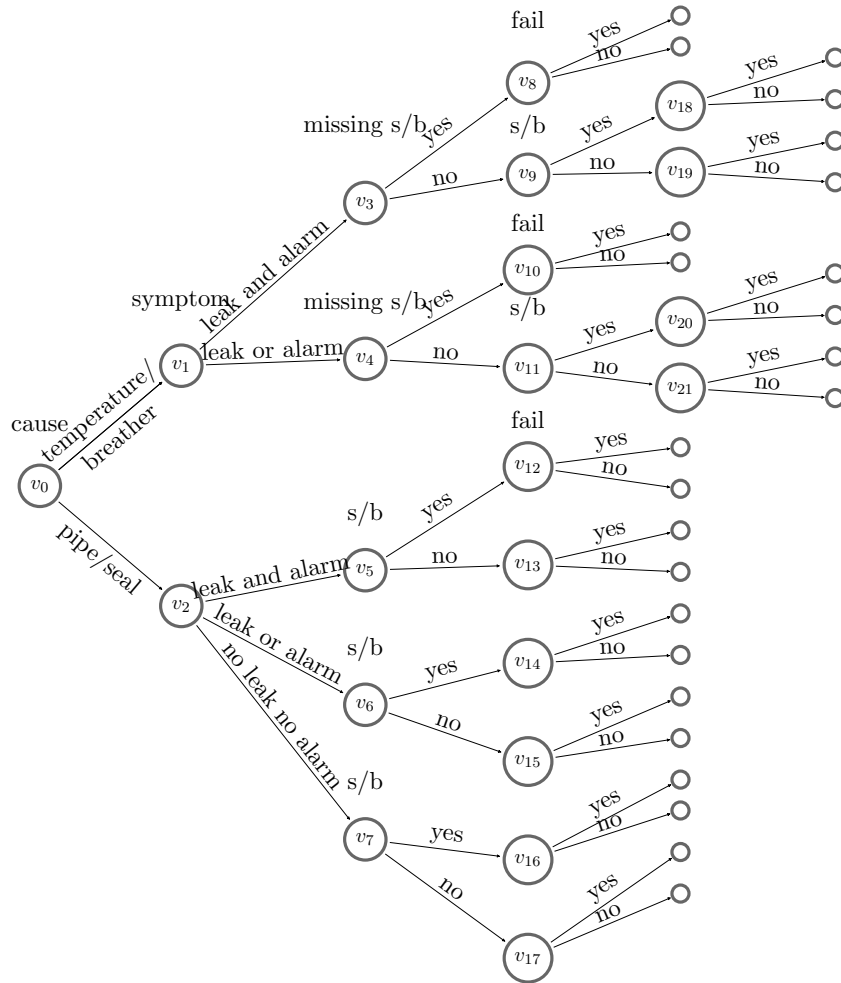 fail
yes
no
v8
yes
no
v18
missing s/b
yes
s/b
yes
v9
no
v19
yes
no
no
v3
fail
yes
no
v10
leak and alarm
symptom
missing s/b
yes
s/b
yes
no
v20
yes
leak or alarm
v4
no
v11
no
v21
yes
no
v1
temperature/
breather
cause
fail
yes
no
v12
v0
s/b
yes
pipe/seal
leak and alarm
v5
no
v13
yes
no
v2
leak or alarm
s/b
yes
v14
yes
no
v6
no
v15
yes
no
no leak no alarm
s/b
yes
v16
yes
no
v7
no
v17
yes
no